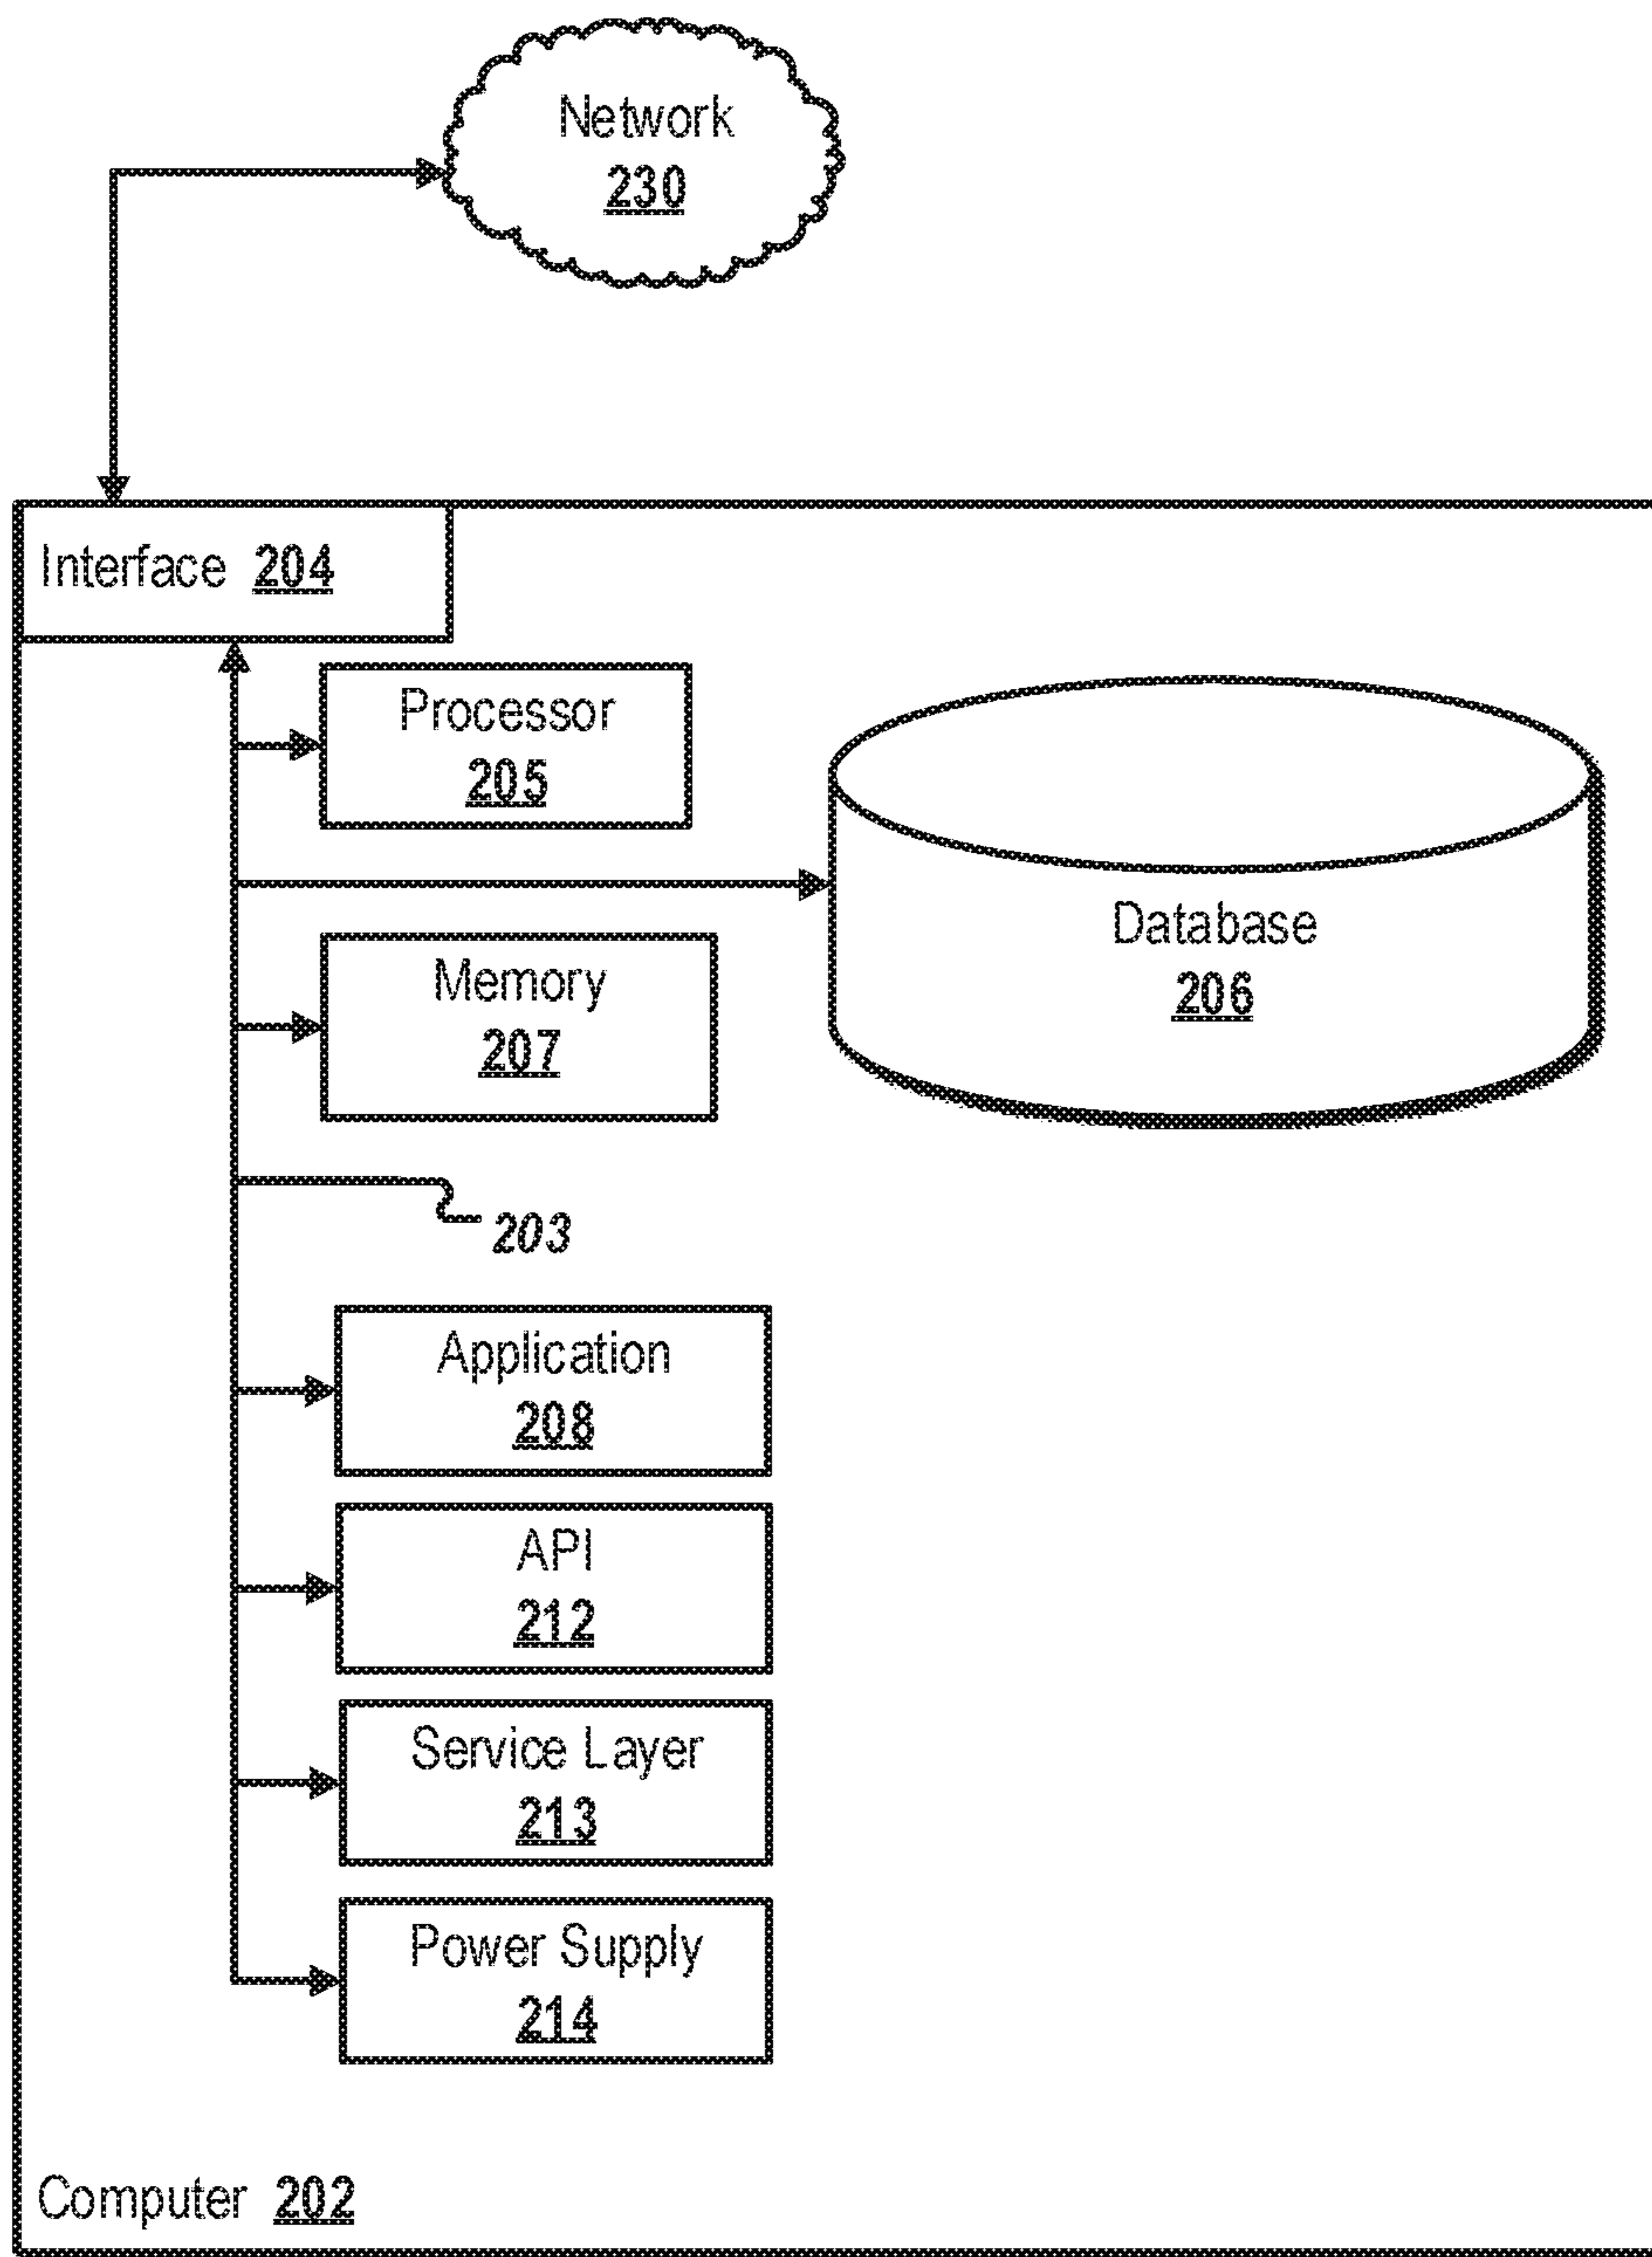 Network
230
Interface 204
Processor
205
Database
206
Memory
207
203
Application
208
API
212
Service Layer
213
Power Supply
214
Computer 202